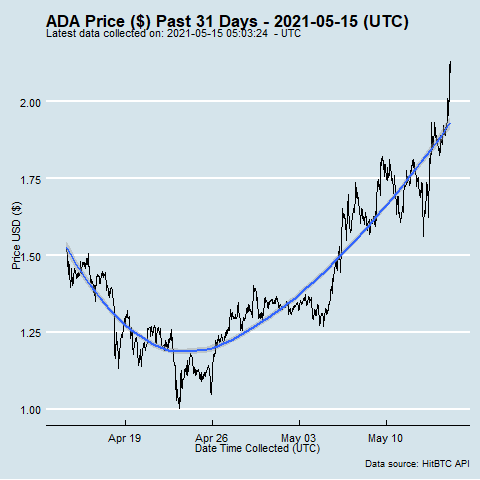 ADA Price ($) Past 31 Days - 2021-05-15 (UTC)
Latest data collected on: 2021-05-15 05:03:24 - UTC
Price USD ($)
2.00
1.75
1.50
1.25
1.00
Apr 19 Apr 26 May 03 May 10
Date Time Collected (UTC)
Data source: HitBTC API